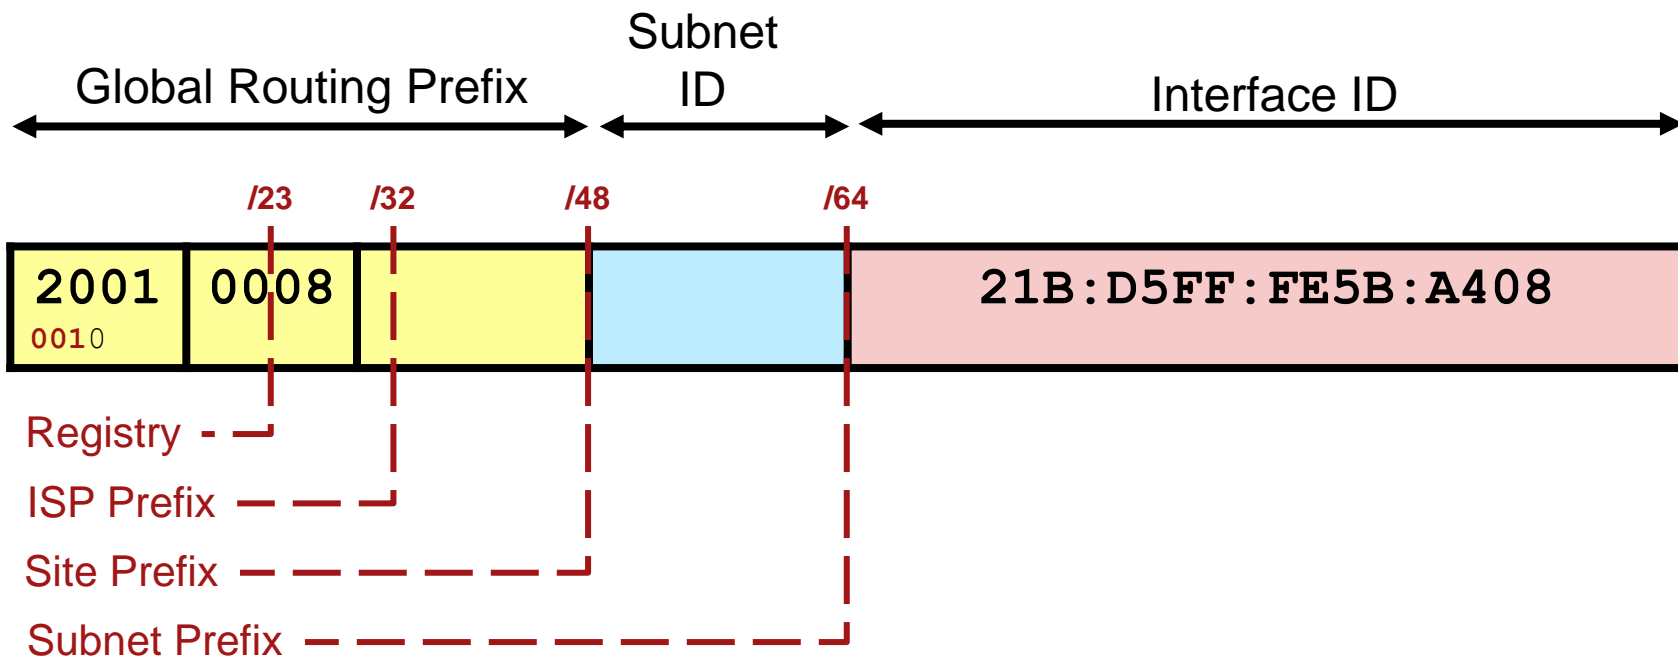 Subnet
ID
Global Routing Prefix
Interface ID
/23 /32 /48 /64
2001 0008 21B:D5FF:FE5B:A408
0010
Registry
ISP Prefix
Site Prefix
Subnet Prefix